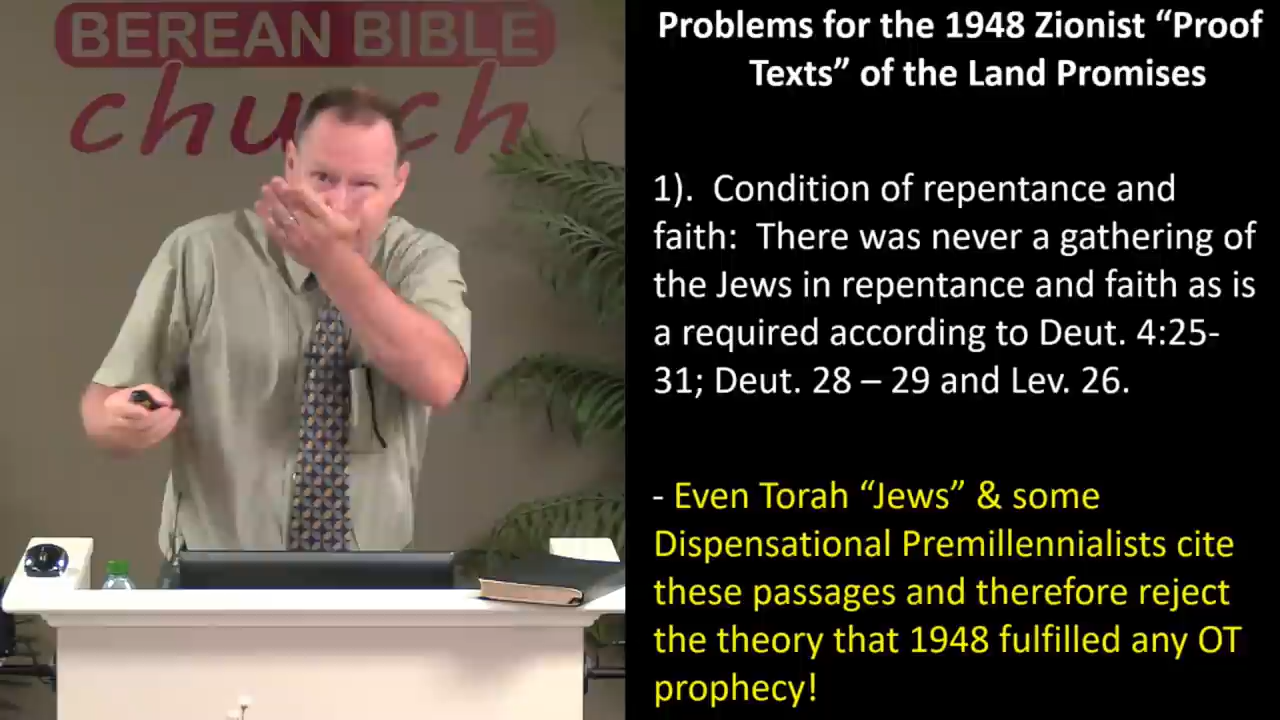 BEREAN BIBLE
church
Problems for the 1948 Zionist “Proof
Texts” of the Land Promises
1). Condition of repentance and
faith: There was never a gathering of
the Jews in repentance and faith as is
a required according to Deut. 4:25-
31; Deut. 28 – 29 and Lev. 26.
- Even Torah “Jews” & some
Dispensational Premillennialists cite
these passages and therefore reject
the theory that 1948 fulfilled any OT
prophecy!